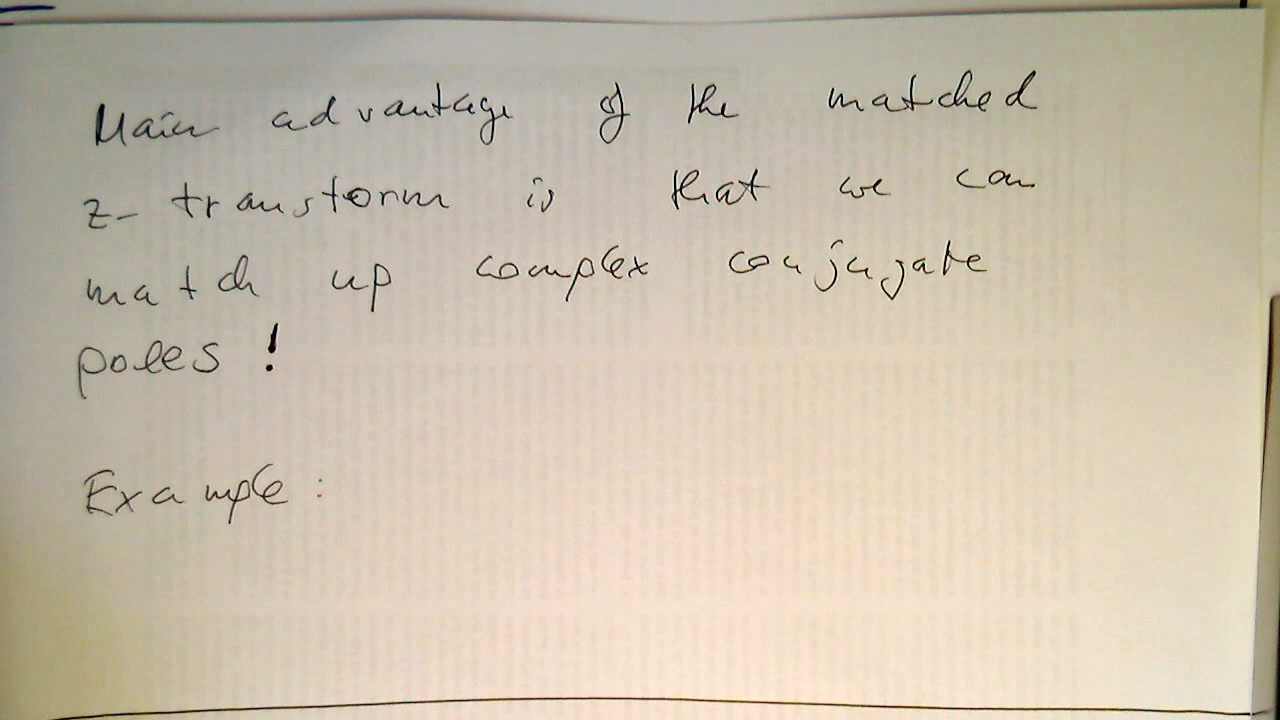 Main advantage of the matched
z-transform is that we can
match up complex conjugate
poles!
Example: